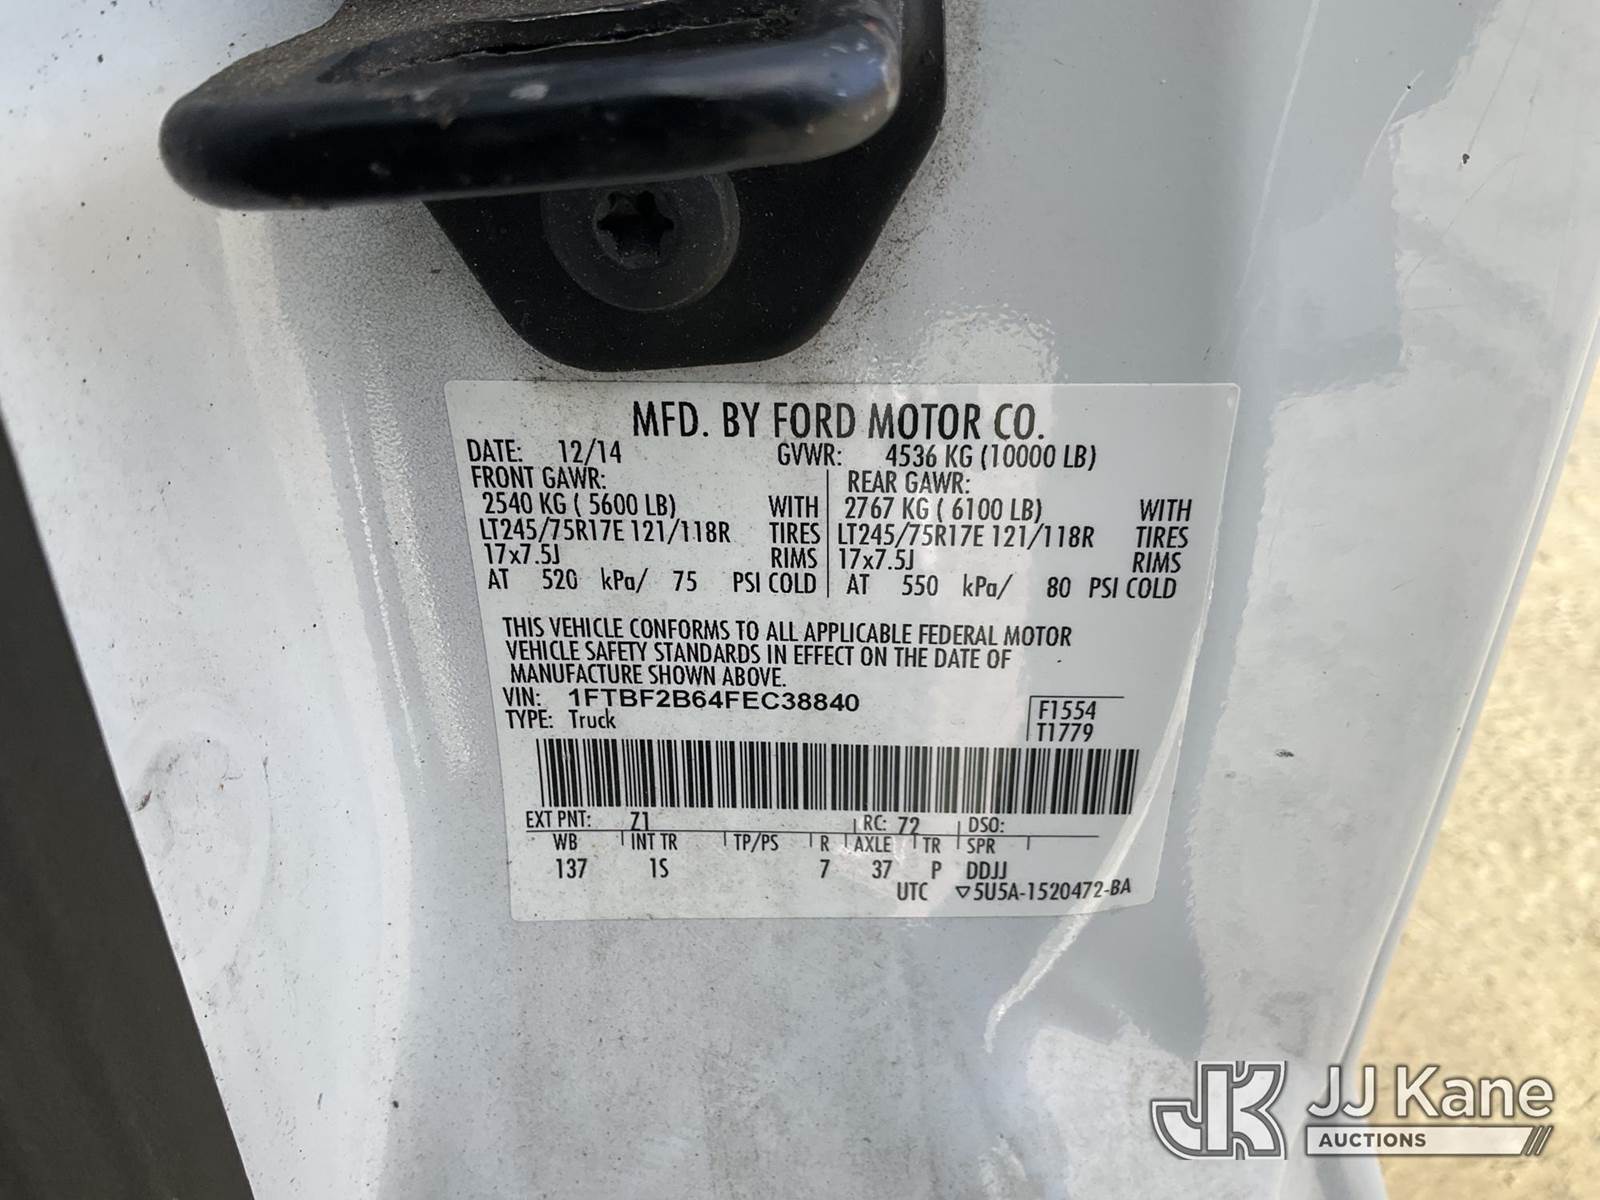 MFD. BY FORD MOTOR CO.
DATE: 12/14 GVWR: 4536 KG (10000 LB)
FRONT GAWR: REAR GAWR:
2540 KG ( 5600 LB) WITH 2767 KG ( 6100 LB) WITH
LT245/75R17E 121/118R TIRES LT245/75R17E 121/118R TIRES
17x7.5J RIMS 17x7.5J RIMS
AT 520 kPa/ 75 PSI COLD AT 550 kPa/ 80 PSI COLD
THIS VEHICLE CONFORMS TO ALL APPLICABLE FEDERAL MOTOR
VEHICLE SAFETY STANDARDS IN EFFECT ON THE DATE OF
MANUFACTURE SHOWN ABOVE.
VIN: 1FTBF2B64FEC38840
TYPE: Truck
F1554
T1779
EXT PNT: Z1 RC: 72 DSO:
WB INT TR TP/PS R AXLE TR SPR
137 1S 7 37 P DDJJ
UTC ▽5U5A-1520472-BA
JK JJ Kane
AUCTIONS